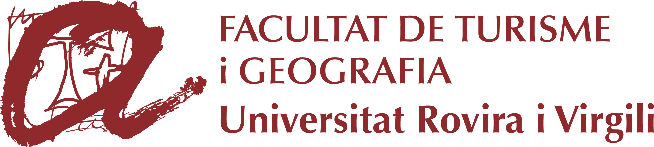 FACULTAT DE TURISME
i GEOGRAFIA
Universitat Rovira i Virgili